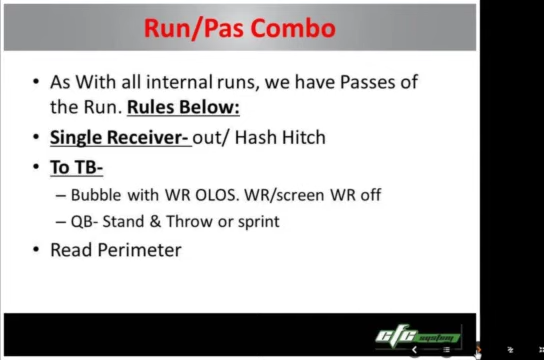 Run/Pas Combo
• As With all internal runs, we have Passes of
the Run. Rules Below:
• Single Receiver- out/ Hash Hitch
• To TB-
– Bubble with WR OLOS. WR/screen WR off
– QB- Stand & Throw or sprint
• Read Perimeter
cfc